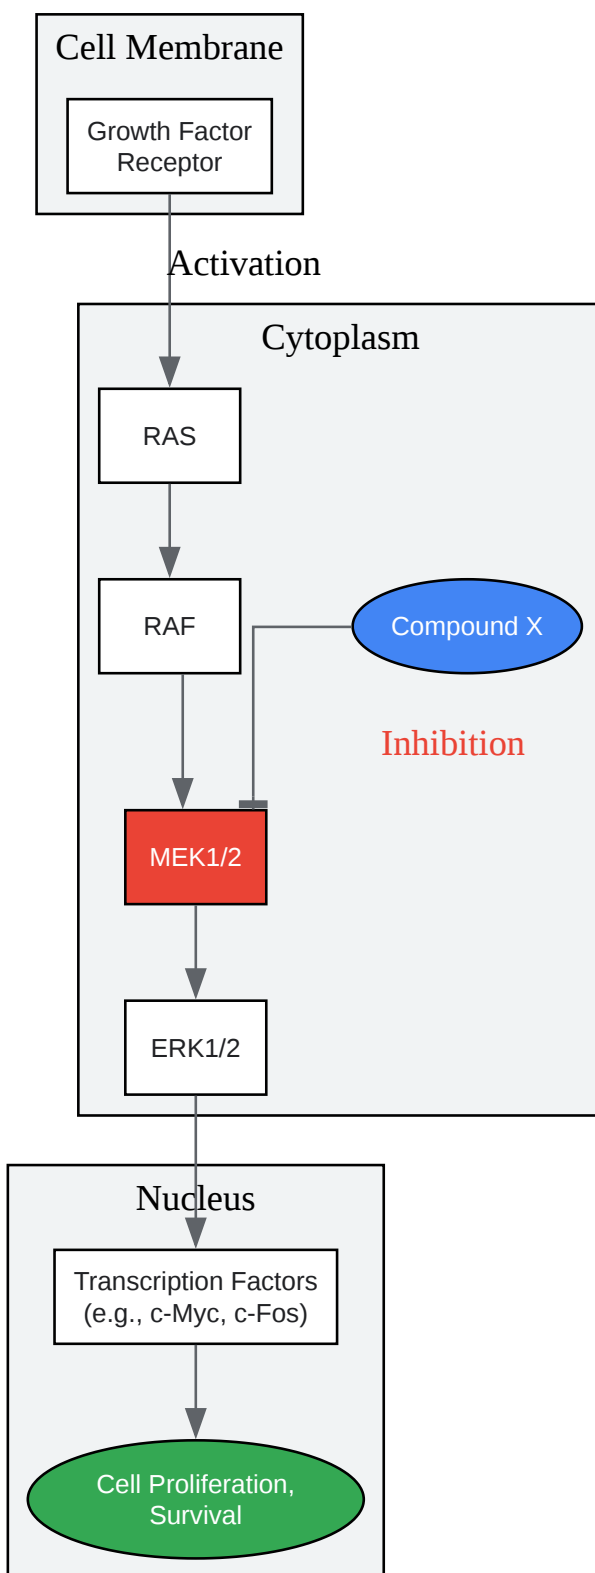 Cell Membrane
Growth Factor
Receptor
Activation
Cytoplasm
RAS
RAF
Compound X
Inhibition
MEK1/2
ERK1/2
Nucleus
Transcription Factors
(e.g., c-Myc, c-Fos)
Cell Proliferation,
Survival